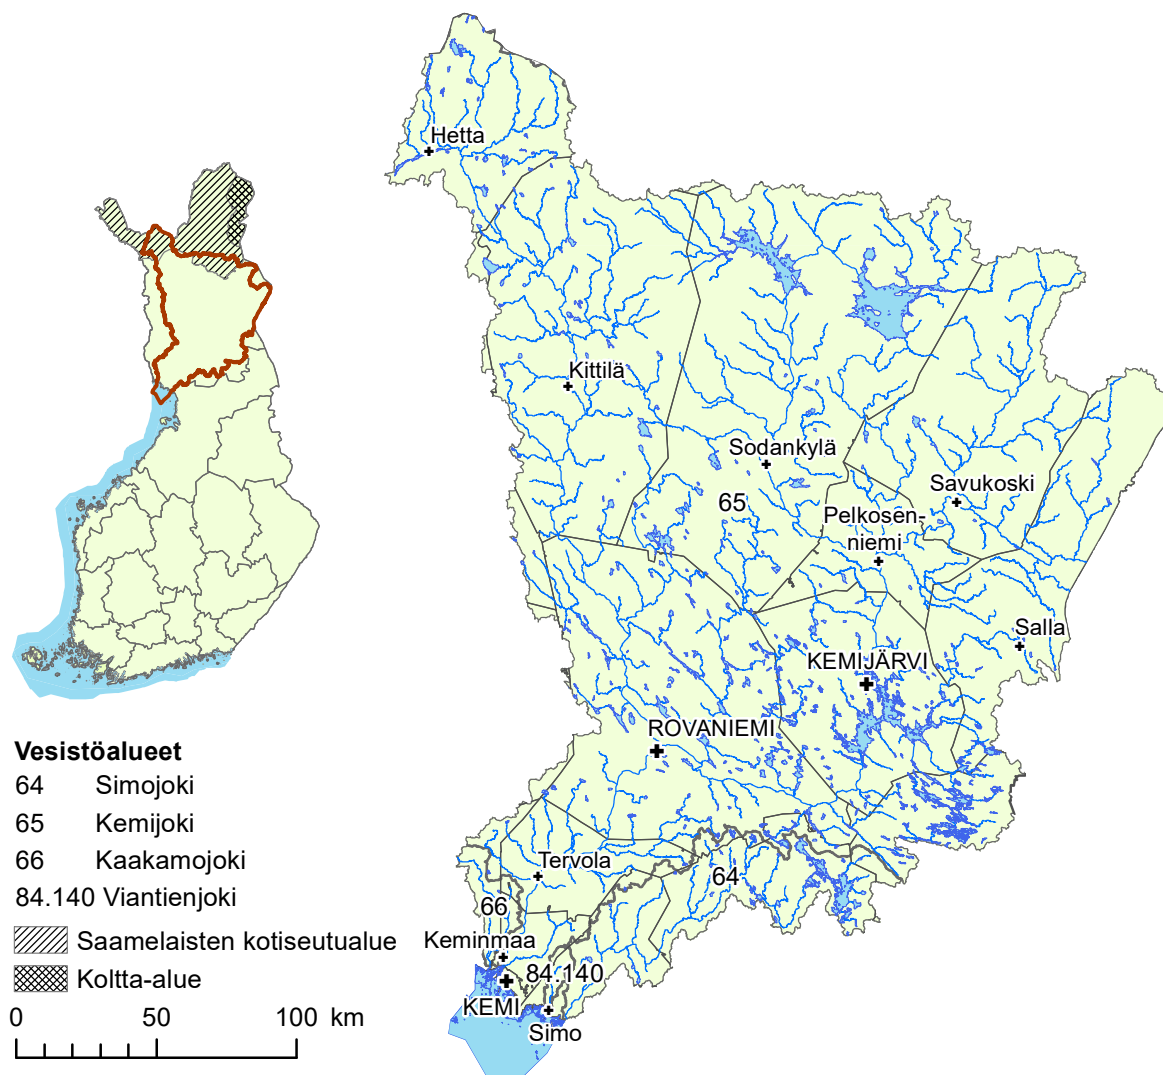 Hetta
Kittilä
Sodankylä
65
Savukoski
Pelkosen-
niemi
Salla
KEMIJÄRVI
ROVANIEMI
Tervola
64
66
Keminmaa
84.140
KEMI
Simo
Vesistöalueet
64 Simojoki
65 Kemijoki
66 Kaakamojoki
84.140 Viantienjoki
Saamelaisten kotiseutualue
Koltta-alue
0 50 100 km